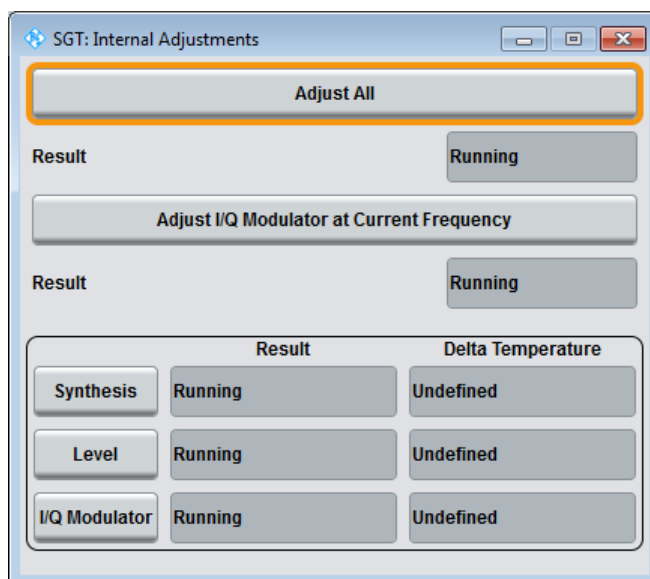 SGT: Internal Adjustments
Adjust All
Result Running
Adjust I/Q Modulator at Current Frequency
Result Running
Result Delta Temperature
Synthesis Running Undefined
Level Running Undefined
I/Q Modulator Running Undefined